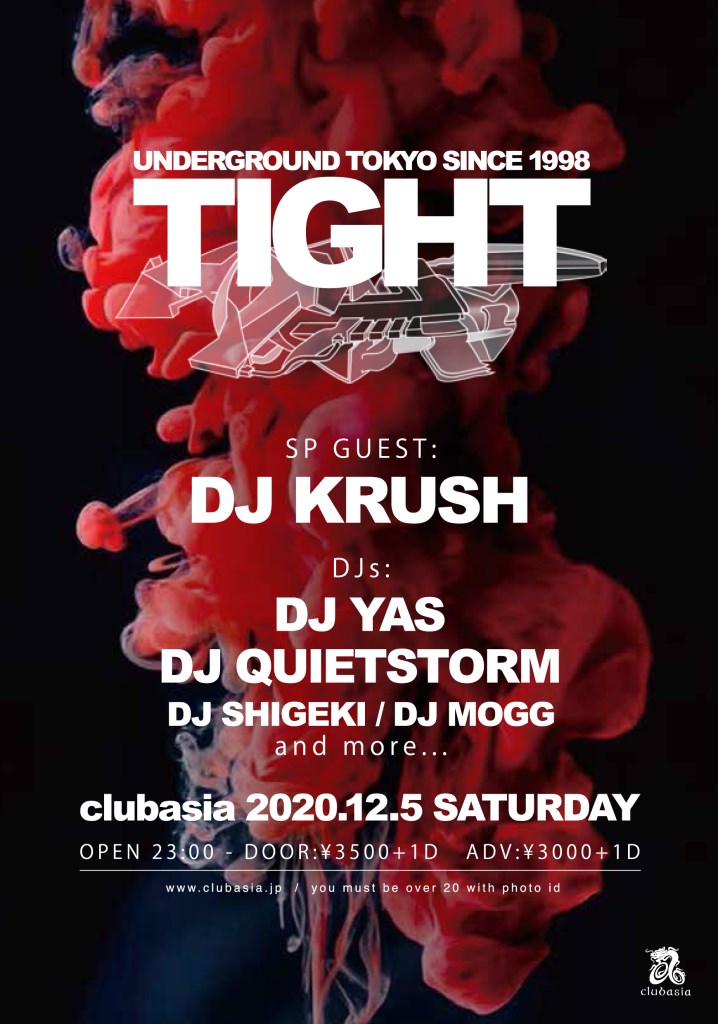 UNDERGROUND TOKYO SINCE 1998
TIGHT
SP GUEST:
DJ KRUSH
DJs:
DJ YAS
DJ QUIETSTORM
DJ SHIGEKI / DJ MOGG
and more...
clubasia 2020.12.5 SATURDAY
OPEN 23:00 - DOOR:¥3500+1D ADV:¥3000+1D
www.clubasia.jp / you must be over 20 with photo id
clubasia